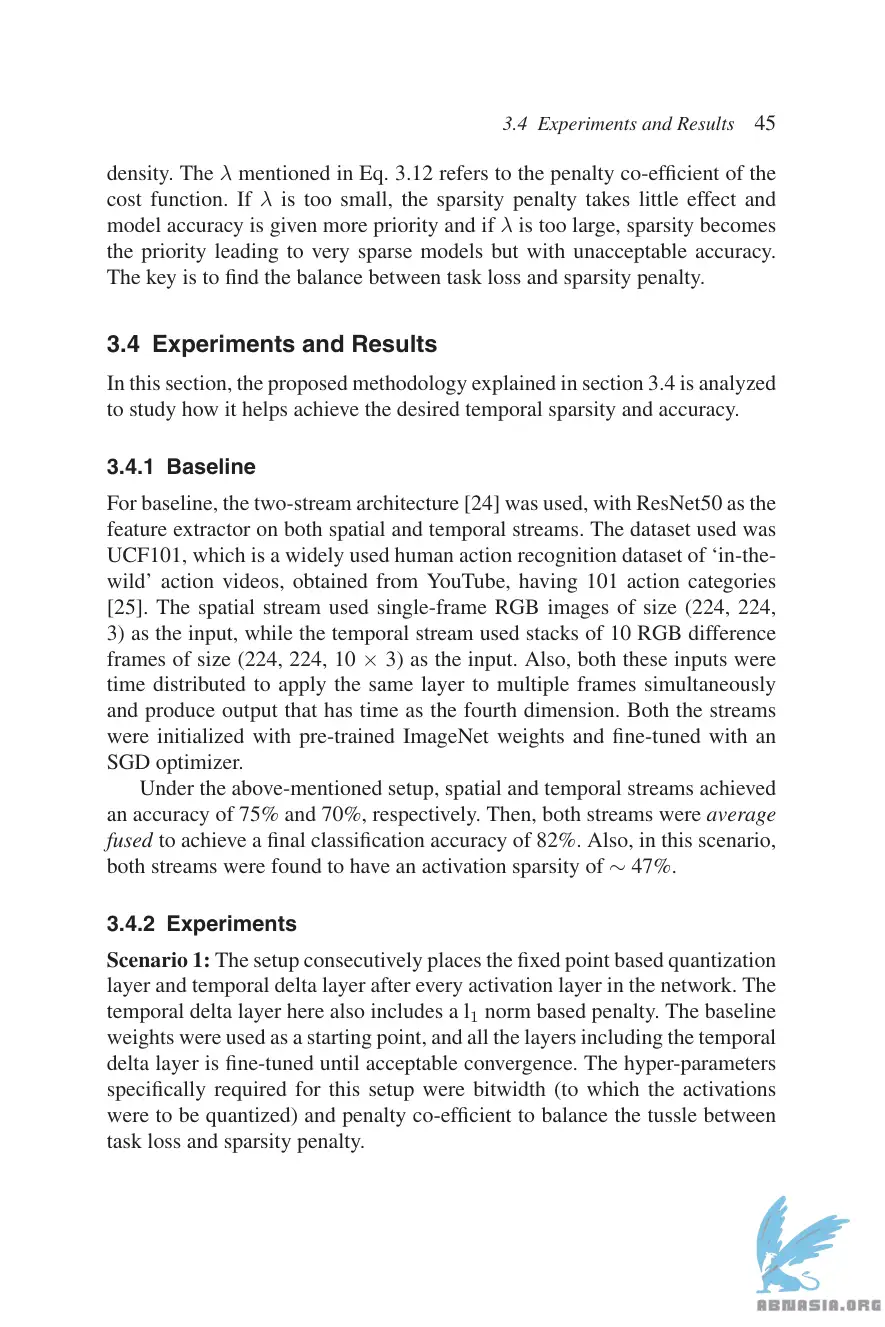 3.4 Experiments and Results 45
density. The λ mentioned in Eq. 3.12 refers to the penalty co-efficient of the
cost function. If λ is too small, the sparsity penalty takes little effect and
model accuracy is given more priority and if λ is too large, sparsity becomes
the priority leading to very sparse models but with unacceptable accuracy.
The key is to find the balance between task loss and sparsity penalty.
3.4 Experiments and Results
In this section, the proposed methodology explained in section 3.4 is analyzed
to study how it helps achieve the desired temporal sparsity and accuracy.
3.4.1 Baseline
For baseline, the two-stream architecture [24] was used, with ResNet50 as the
feature extractor on both spatial and temporal streams. The dataset used was
UCF101, which is a widely used human action recognition dataset of ‘in-the-
wild’ action videos, obtained from YouTube, having 101 action categories
[25]. The spatial stream used single-frame RGB images of size (224, 224,
3) as the input, while the temporal stream used stacks of 10 RGB difference
frames of size (224, 224, 10 × 3) as the input. Also, both these inputs were
time distributed to apply the same layer to multiple frames simultaneously
and produce output that has time as the fourth dimension. Both the streams
were initialized with pre-trained ImageNet weights and fine-tuned with an
SGD optimizer.
Under the above-mentioned setup, spatial and temporal streams achieved
an accuracy of 75% and 70%, respectively. Then, both streams were average
fused to achieve a final classification accuracy of 82%. Also, in this scenario,
both streams were found to have an activation sparsity of ∼ 47%.
3.4.2 Experiments
Scenario 1: The setup consecutively places the fixed point based quantization
layer and temporal delta layer after every activation layer in the network. The
temporal delta layer here also includes a l₁ norm based penalty. The baseline
weights were used as a starting point, and all the layers including the temporal
delta layer is fine-tuned until acceptable convergence. The hyper-parameters
specifically required for this setup were bitwidth (to which the activations
were to be quantized) and penalty co-efficient to balance the tussle between
task loss and sparsity penalty.
ABNASIA.ORG